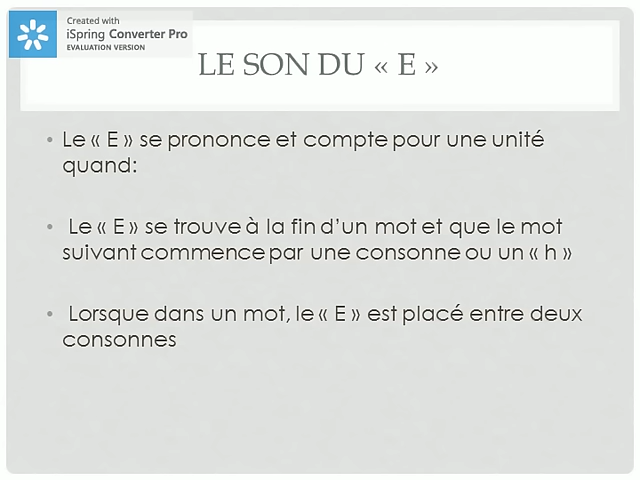 Created with
iSpring Converter Pro
EVALUATION VERSION
LE SON DU « E »
• Le « E » se prononce et compte pour une unité
quand:
• Le « E » se trouve à la fin d'un mot et que le mot
suivant commence par une consonne ou un « h »
• Lorsque dans un mot, le « E » est placé entre deux
consonnes